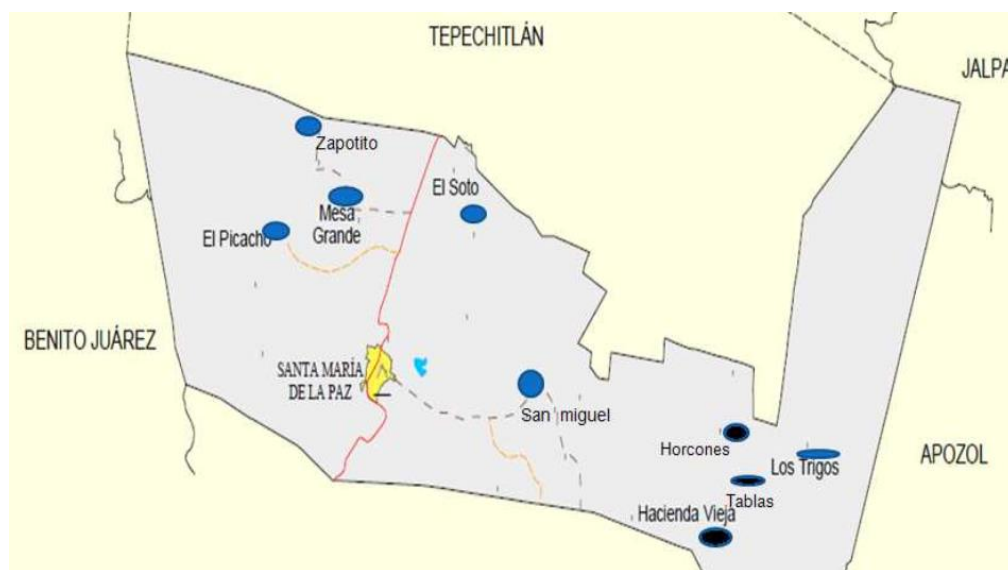 TEPECHITLÁN
JALPA
Zapotito
El Soto
Mesa
Grande
El Picacho
BENITO JUÁREZ
SANTA MARÍA
DE LA PAZ
San miguel
Horcones
Los Trigos
APOZOL
Tablas
Hacienda Vieja